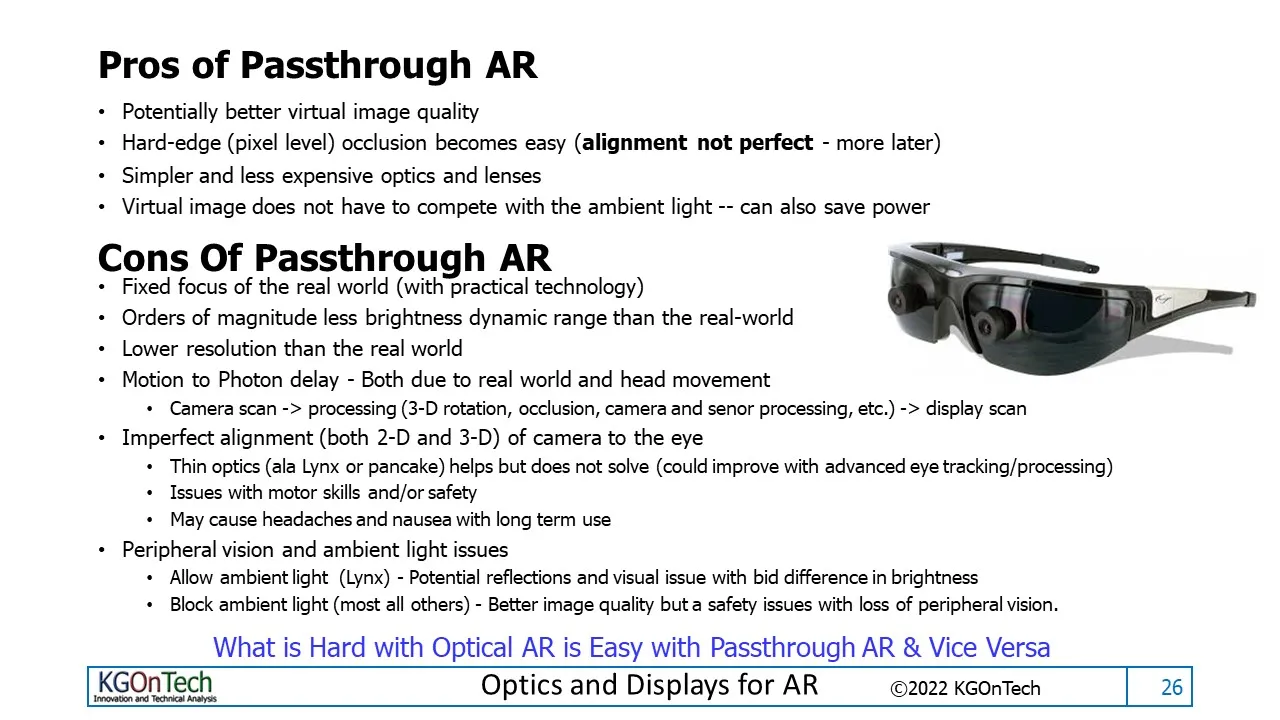 Pros of Passthrough AR
• Potentially better virtual image quality
• Hard-edge (pixel level) occlusion becomes easy (alignment not perfect - more later)
• Simpler and less expensive optics and lenses
• Virtual image does not have to compete with the ambient light -- can also save power
Cons Of Passthrough AR
• Fixed focus of the real world (with practical technology)
• Orders of magnitude less brightness dynamic range than the real-world
• Lower resolution than the real world
• Motion to Photon delay - Both due to real world and head movement
• Camera scan -> processing (3-D rotation, occlusion, camera and senor processing, etc.) -> display scan
• Imperfect alignment (both 2-D and 3-D) of camera to the eye
• Thin optics (ala Lynx or pancake) helps but does not solve (could improve with advanced eye tracking/processing)
• Issues with motor skills and/or safety
• May cause headaches and nausea with long term use
• Peripheral vision and ambient light issues
• Allow ambient light (Lynx) - Potential reflections and visual issue with bid difference in brightness
• Block ambient light (most all others) - Better image quality but a safety issues with loss of peripheral vision.
What is Hard with Optical AR is Easy with Passthrough AR & Vice Versa
KGOnTech
Innovation and Technical Analysis
Optics and Displays for AR
©2022 KGOnTech
26